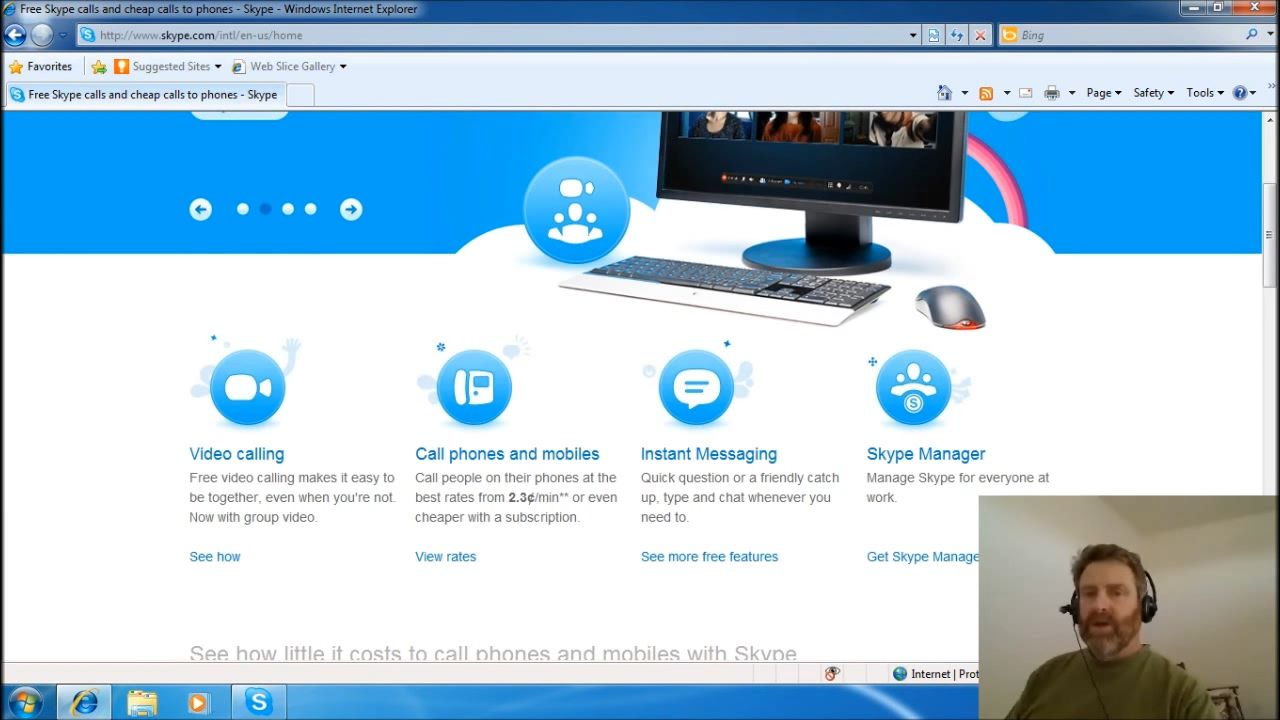 Free Skype calls and cheap calls to phones - Skype - Windows Internet Explorer
http://www.skype.com/intl/en-us/home
Bing
Favorites
Suggested Sites
Web Slice Gallery
Free Skype calls and cheap calls to phones - Skype
Page
Safety
Tools
Video calling
Free video calling makes it easy to
be together, even when you're not.
Now with group video.
See how
Call phones and mobiles
Call people on their phones at the
best rates from 2.3¢/min** or even
cheaper with a subscription.
View rates
Instant Messaging
Quick question or a friendly catch
up, type and chat whenever you
need to.
See more free features
Skype Manager
Manage Skype for everyone at
work.
Get Skype Manage
See how little it costs to call phones and mobiles with Skype
Internet | Prot